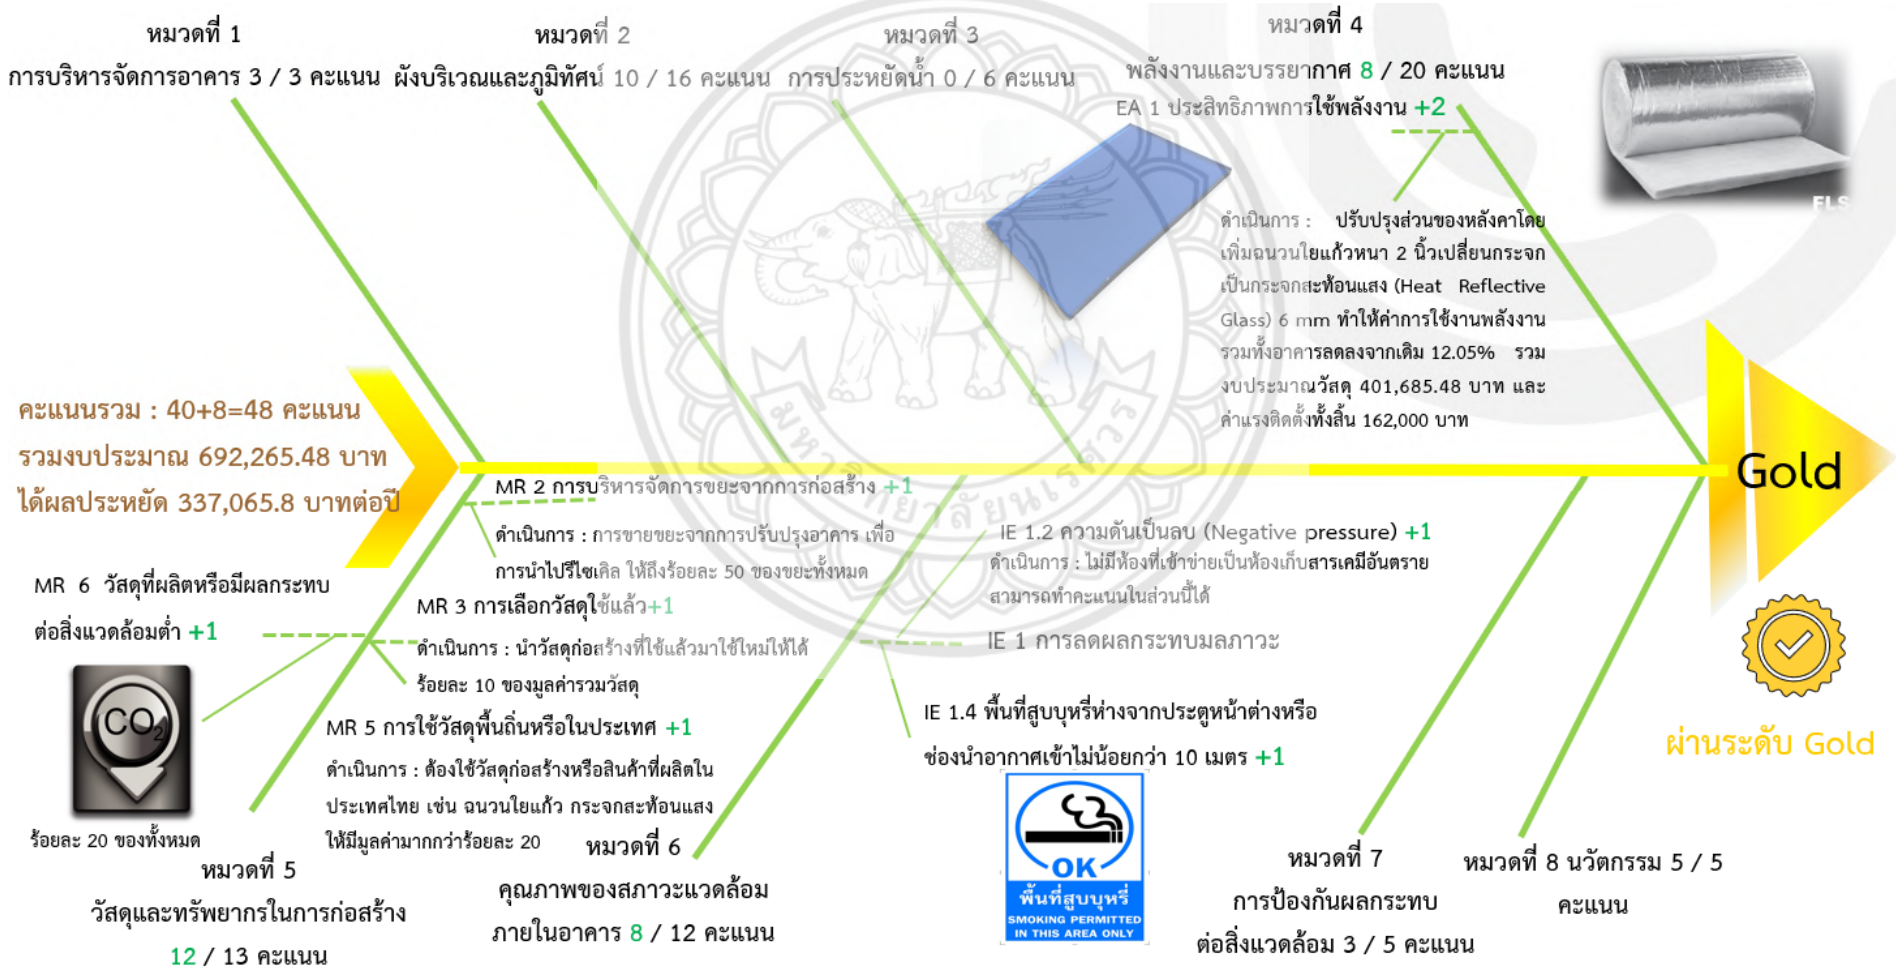 หมวดที่ 1
การบริหารจัดการอาคาร 3 / 3 คะแนน
หมวดที่ 2
ผังบริเวณและภูมิทัศน์ 10 / 16 คะแนน
หมวดที่ 3
การประหยัดน้ำ 0 / 6 คะแนน
หมวดที่ 4
พลังงานและบรรยากาศ 8 / 20 คะแนน
EA 1 ประสิทธิภาพการใช้พลังงาน +2
ดำเนินการ : ปรับปรุงส่วนของหลังคาโดย
เพิ่มฉนวนใยแก้วหนา 2 นิ้วเปลี่ยนกระจก
เป็นกระจกสะท้อนแสง (Heat Reflective
Glass) 6 mm ทำให้ค่าการใช้งานพลังงาน
รวมทั้งอาคารลดลงจากเดิม 12.05% รวม
งบประมาณวัสดุ 401,685.48 บาท และ
ค่าแรงติดตั้งทั้งสิ้น 162,000 บาท
FLS
คะแนนรวม : 40+8=48 คะแนน
รวมงบประมาณ 692,265.48 บาท
ได้ผลประหยัด 337,065.8 บาทต่อปี
Gold
มหาวิทยาลัยนเรศวร
MR 2 การบริหารจัดการขยะจากการก่อสร้าง +1
ดำเนินการ : การขายขยะจากการปรับปรุงอาคาร เพื่อ
การนำไปรีไซเคิล ให้ถึงร้อยละ 50 ของขยะทั้งหมด
MR 3 การเลือกวัสดุใช้แล้ว+1
ดำเนินการ : นำวัสดุก่อสร้างที่ใช้แล้วมาใช้ใหม่ให้ได้
ร้อยละ 10 ของมูลค่ารวมวัสดุ
MR 5 การใช้วัสดุพื้นถิ่นหรือในประเทศ +1
ดำเนินการ : ต้องใช้วัสดุก่อสร้างหรือสินค้าที่ผลิตใน
ประเทศไทย เช่น ฉนวนใยแก้ว กระจกสะท้อนแสง
ให้มีมูลค่ามากกว่าร้อยละ 20
MR 6 วัสดุที่ผลิตหรือมีผลกระทบ
ต่อสิ่งแวดล้อมต่ำ +1
CO2
ร้อยละ 20 ของทั้งหมด
หมวดที่ 5
วัสดุและทรัพยากรในการก่อสร้าง
12 / 13 คะแนน
IE 1.2 ความดันเป็นลบ (Negative pressure) +1
ดำเนินการ : ไม่มีห้องที่เข้าข่ายเป็นห้องเก็บสารเคมีอันตราย
สามารถทำคะแนนในส่วนนี้ได้
IE 1 การลดผลกระทบมลภาวะ
IE 1.4 พื้นที่สูบบุหรี่ห่างจากประตูหน้าต่างหรือ
ช่องนำอากาศเข้าไม่น้อยกว่า 10 เมตร +1
OK
พื้นที่สูบบุหรี่
SMOKING PERMITTED
IN THIS AREA ONLY
หมวดที่ 6
คุณภาพของสภาวะแวดล้อม
ภายในอาคาร 8 / 12 คะแนน
หมวดที่ 7
การป้องกันผลกระทบ
ต่อสิ่งแวดล้อม 3 / 5 คะแนน
หมวดที่ 8 นวัตกรรม 5 / 5
คะแนน
ผ่านระดับ Gold